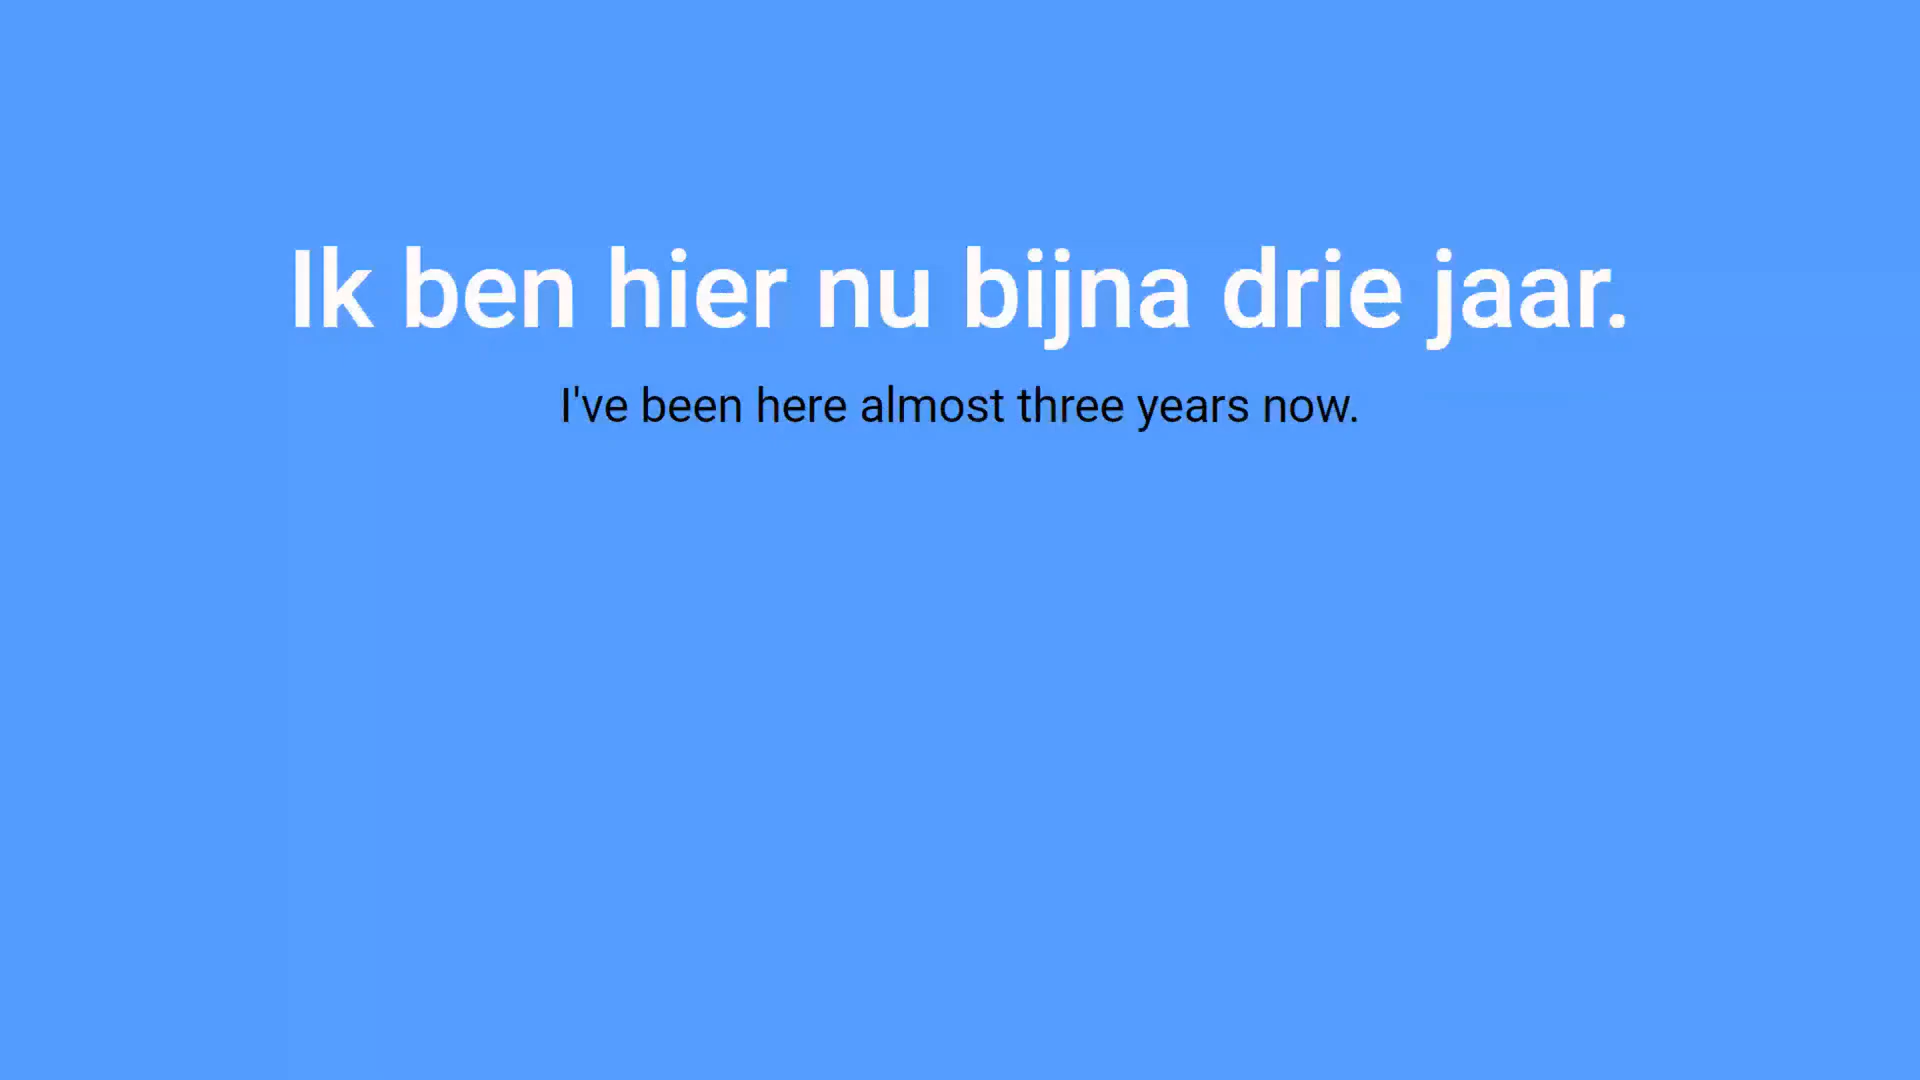 Ik ben hier nu bijna drie jaar.
I've been here almost three years now.